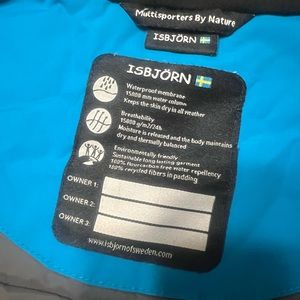 Multisporters By Nature
ISBJÖRN
ISBJÖRN
Waterproof membrane
15000 mm water column
Keeps the skin dry in all weather
Breathability
15000 g/m2/24h
Moisture is released and the body maintains
dry and thermally balanced
Environmentally friendly
Sustainable long lasting garment
100% fluorcarbon free water repellency
100% recycled fibers in padding
OWNER 1:
OWNER 2:
OWNER 3:
www.isbjornofsweden.com